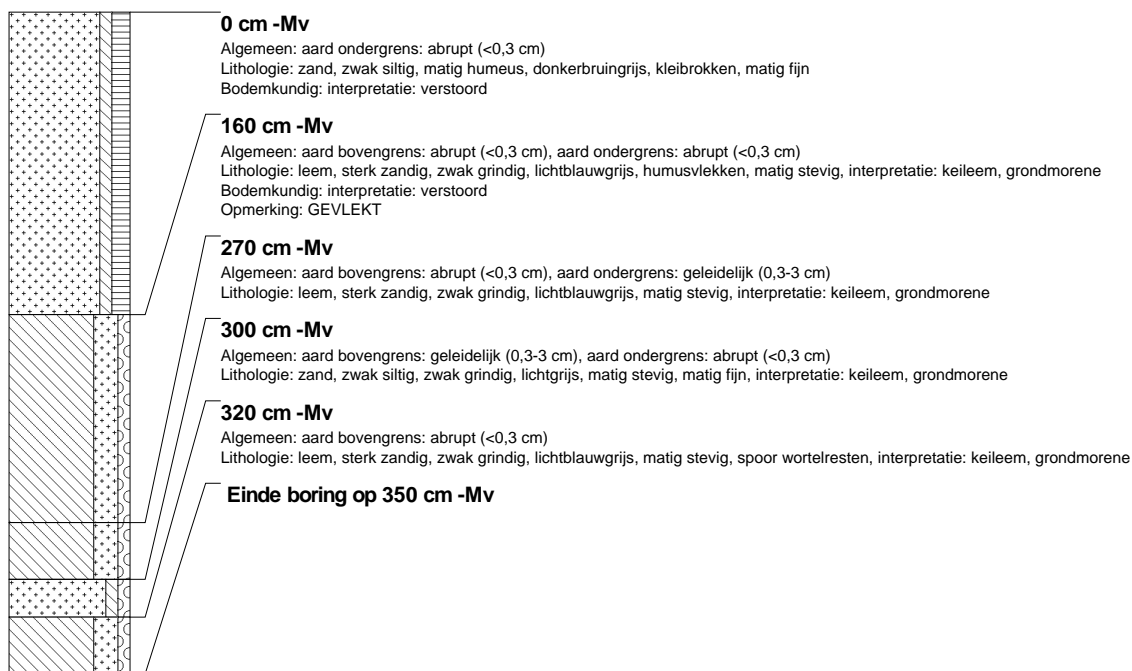 0 cm -Mv
Algemeen: aard ondergrens: abrupt (<0,3 cm)
Lithologie: zand, zwak siltig, matig humeus, donkerbruingrijs, kleibrokken, matig fijn
Bodemkundig: interpretatie: verstoord
160 cm -Mv
Algemeen: aard bovengrens: abrupt (<0,3 cm), aard ondergrens: abrupt (<0,3 cm)
Lithologie: leem, sterk zandig, zwak grindig, lichtblauwgrijs, humusvlekken, matig stevig, interpretatie: keileem, grondmorene
Bodemkundig: interpretatie: verstoord
Opmerking: GEVLEKT
270 cm -Mv
Algemeen: aard bovengrens: abrupt (<0,3 cm), aard ondergrens: geleidelijk (0,3-3 cm)
Lithologie: leem, sterk zandig, zwak grindig, lichtblauwgrijs, matig stevig, interpretatie: keileem, grondmorene
300 cm -Mv
Algemeen: aard bovengrens: geleidelijk (0,3-3 cm), aard ondergrens: abrupt (<0,3 cm)
Lithologie: zand, zwak siltig, zwak grindig, lichtgrijs, matig stevig, matig fijn, interpretatie: keileem, grondmorene
320 cm -Mv
Algemeen: aard bovengrens: abrupt (<0,3 cm)
Lithologie: leem, sterk zandig, zwak grindig, lichtblauwgrijs, matig stevig, spoor wortelresten, interpretatie: keileem, grondmorene
Einde boring op 350 cm -Mv